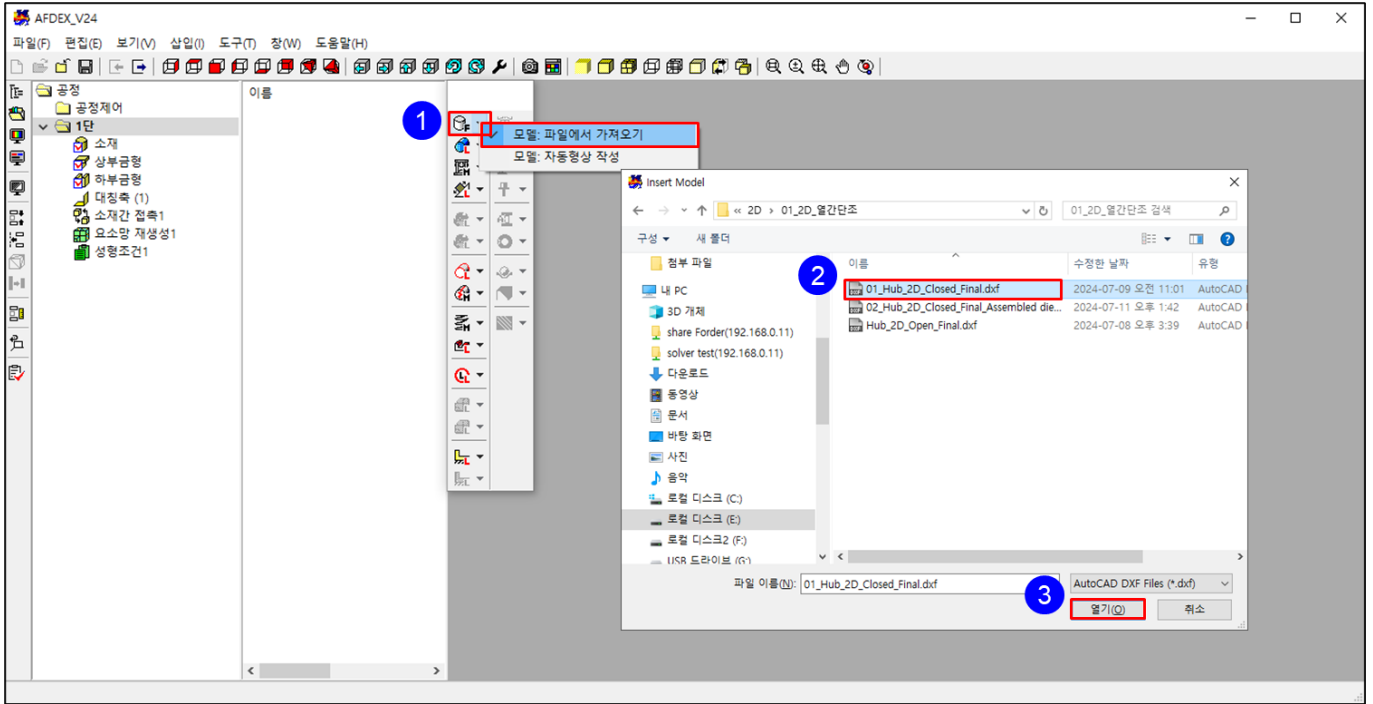 AFDEX_V24
파일(F) 편집(E) 보기(V) 삽입(I) 도구(T) 창(W) 도움말(H)
공정
공정제어
1단
소재
상부금형
하부금형
대칭축 (1)
소재간 접촉1
요소망 재생성1
성형조건1
이름
1
모델: 파일에서 가져오기
모델: 자동형상 작성
Insert Model
« 2D › 01_2D_열간단조
01_2D_열간단조 검색
구성 새 폴더
이름 수정한 날짜 유형
첨부 파일
내 PC
3D 개체
share Forder(192.168.0.11)
solver test(192.168.0.11)
다운로드
동영상
문서
바탕 화면
사진
음악
로컬 디스크 (C:)
로컬 디스크 (E:)
로컬 디스크2 (F:)
USB 드라이브 (G:)
2
01_Hub_2D_Closed_Final.dxf 2024-07-09 오전 11:01 AutoCAD
02_Hub_2D_Closed_Final_Assembled die... 2024-07-11 오후 1:42 AutoCAD
Hub_2D_Open_Final.dxf 2024-07-08 오후 3:39 AutoCAD
파일 이름(N): 01_Hub_2D_Closed_Final.dxf
AutoCAD DXF Files (*.dxf)
3
열기(O) 취소